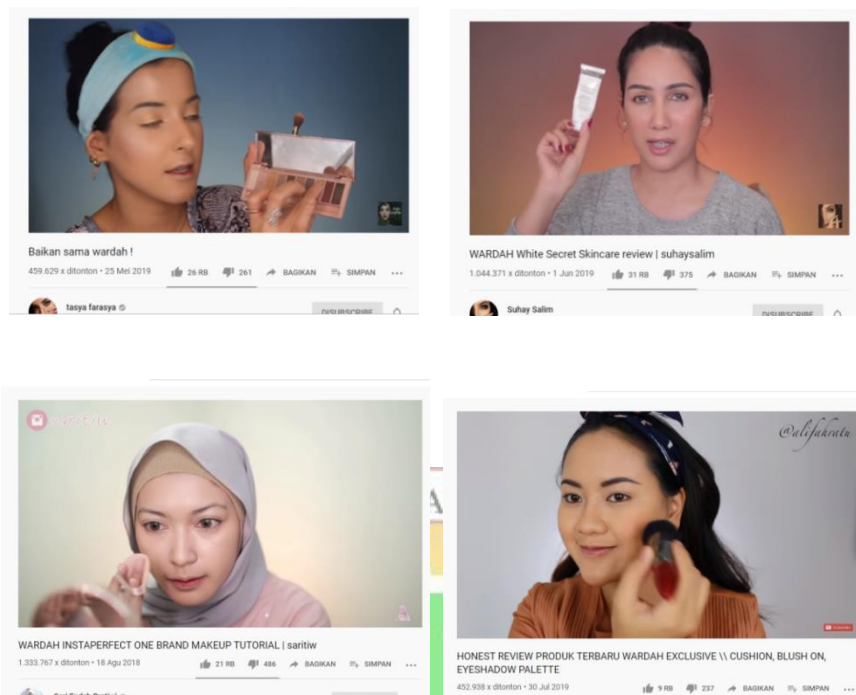 Baikan sama wardah !
459.629 x ditonton • 25 Mei 2019
26 RB
261
BAGIKAN
SIMPAN
tasya farasya
DISUBSCRIBE
WARDAH White Secret Skincare review | suhaysalim
1.044.371 x ditonton • 1 Jun 2019
31 RB
375
BAGIKAN
SIMPAN
Suhay Salim
DISUBSCRIBE
saritiw
WARDAH INSTAPERFECT ONE BRAND MAKEUP TUTORIAL | saritiw
1.333.767 x ditonton • 18 Agu 2018
21 RB
486
BAGIKAN
SIMPAN
@alifahratu
HONEST REVIEW PRODUK TERBARU WARDAH EXCLUSIVE \\ CUSHION, BLUSH ON,
EYESHADOW PALETTE
452.938 x ditonton • 30 Jul 2019
9 RB
237
BAGIKAN
SIMPAN